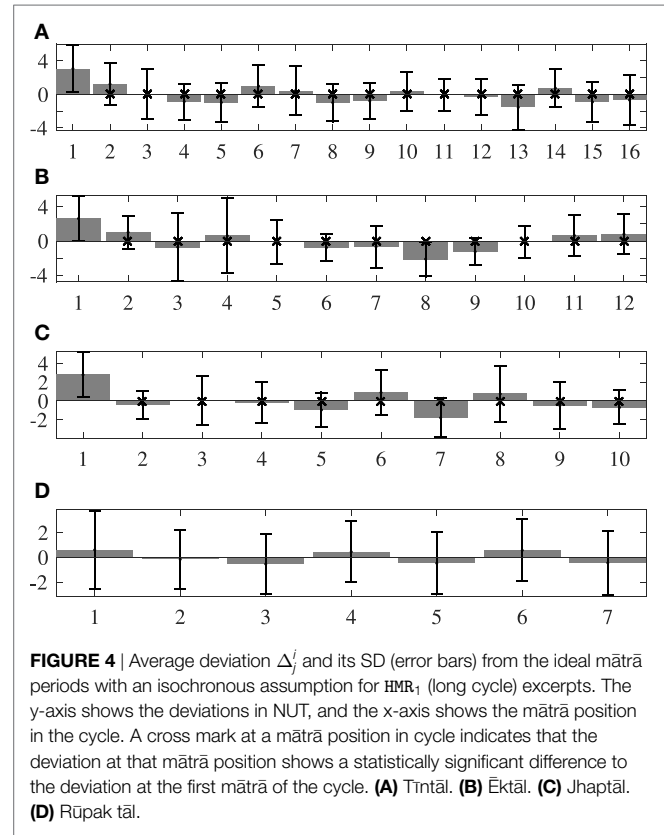 A
4
0
-4
1 2 3 4 5 6 7 8 9 10 11 12 13 14 15 16
B
4
0
-4
1 2 3 4 5 6 7 8 9 10 11 12
C
4
2
0
-2
1 2 3 4 5 6 7 8 9 10
D
2
0
-2
1 2 3 4 5 6 7
FIGURE 4 | Average deviation Δⁱⱼ and its SD (error bars) from the ideal mātrā
periods with an isochronous assumption for HMR₁ (long cycle) excerpts. The
y-axis shows the deviations in NUT, and the x-axis shows the mātrā position
in the cycle. A cross mark at a mātrā position in cycle indicates that the
deviation at that mātrā position shows a statistically significant difference to
the deviation at the first mātrā of the cycle. (A) Tīntāl. (B) Ēktāl. (C) Jhaptāl.
(D) Rūpak tāl.